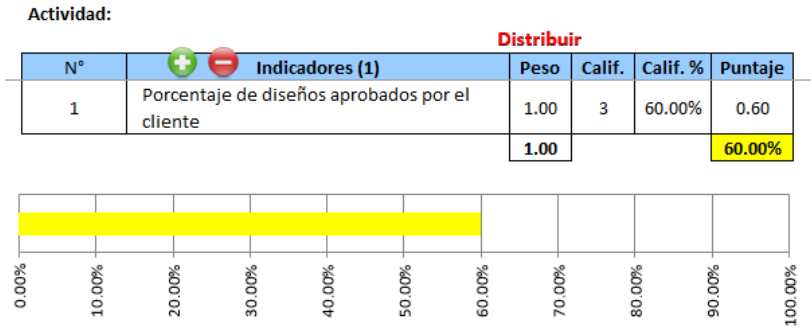 Actividad:
Distribuir
N° Indicadores (1) Peso Calif. Calif. % Puntaje
1 Porcentaje de diseños aprobados por el cliente 1.00 3 60.00% 0.60
1.00 60.00%
0.00% 10.00% 20.00% 30.00% 40.00% 50.00% 60.00% 70.00% 80.00% 90.00% 100.00%